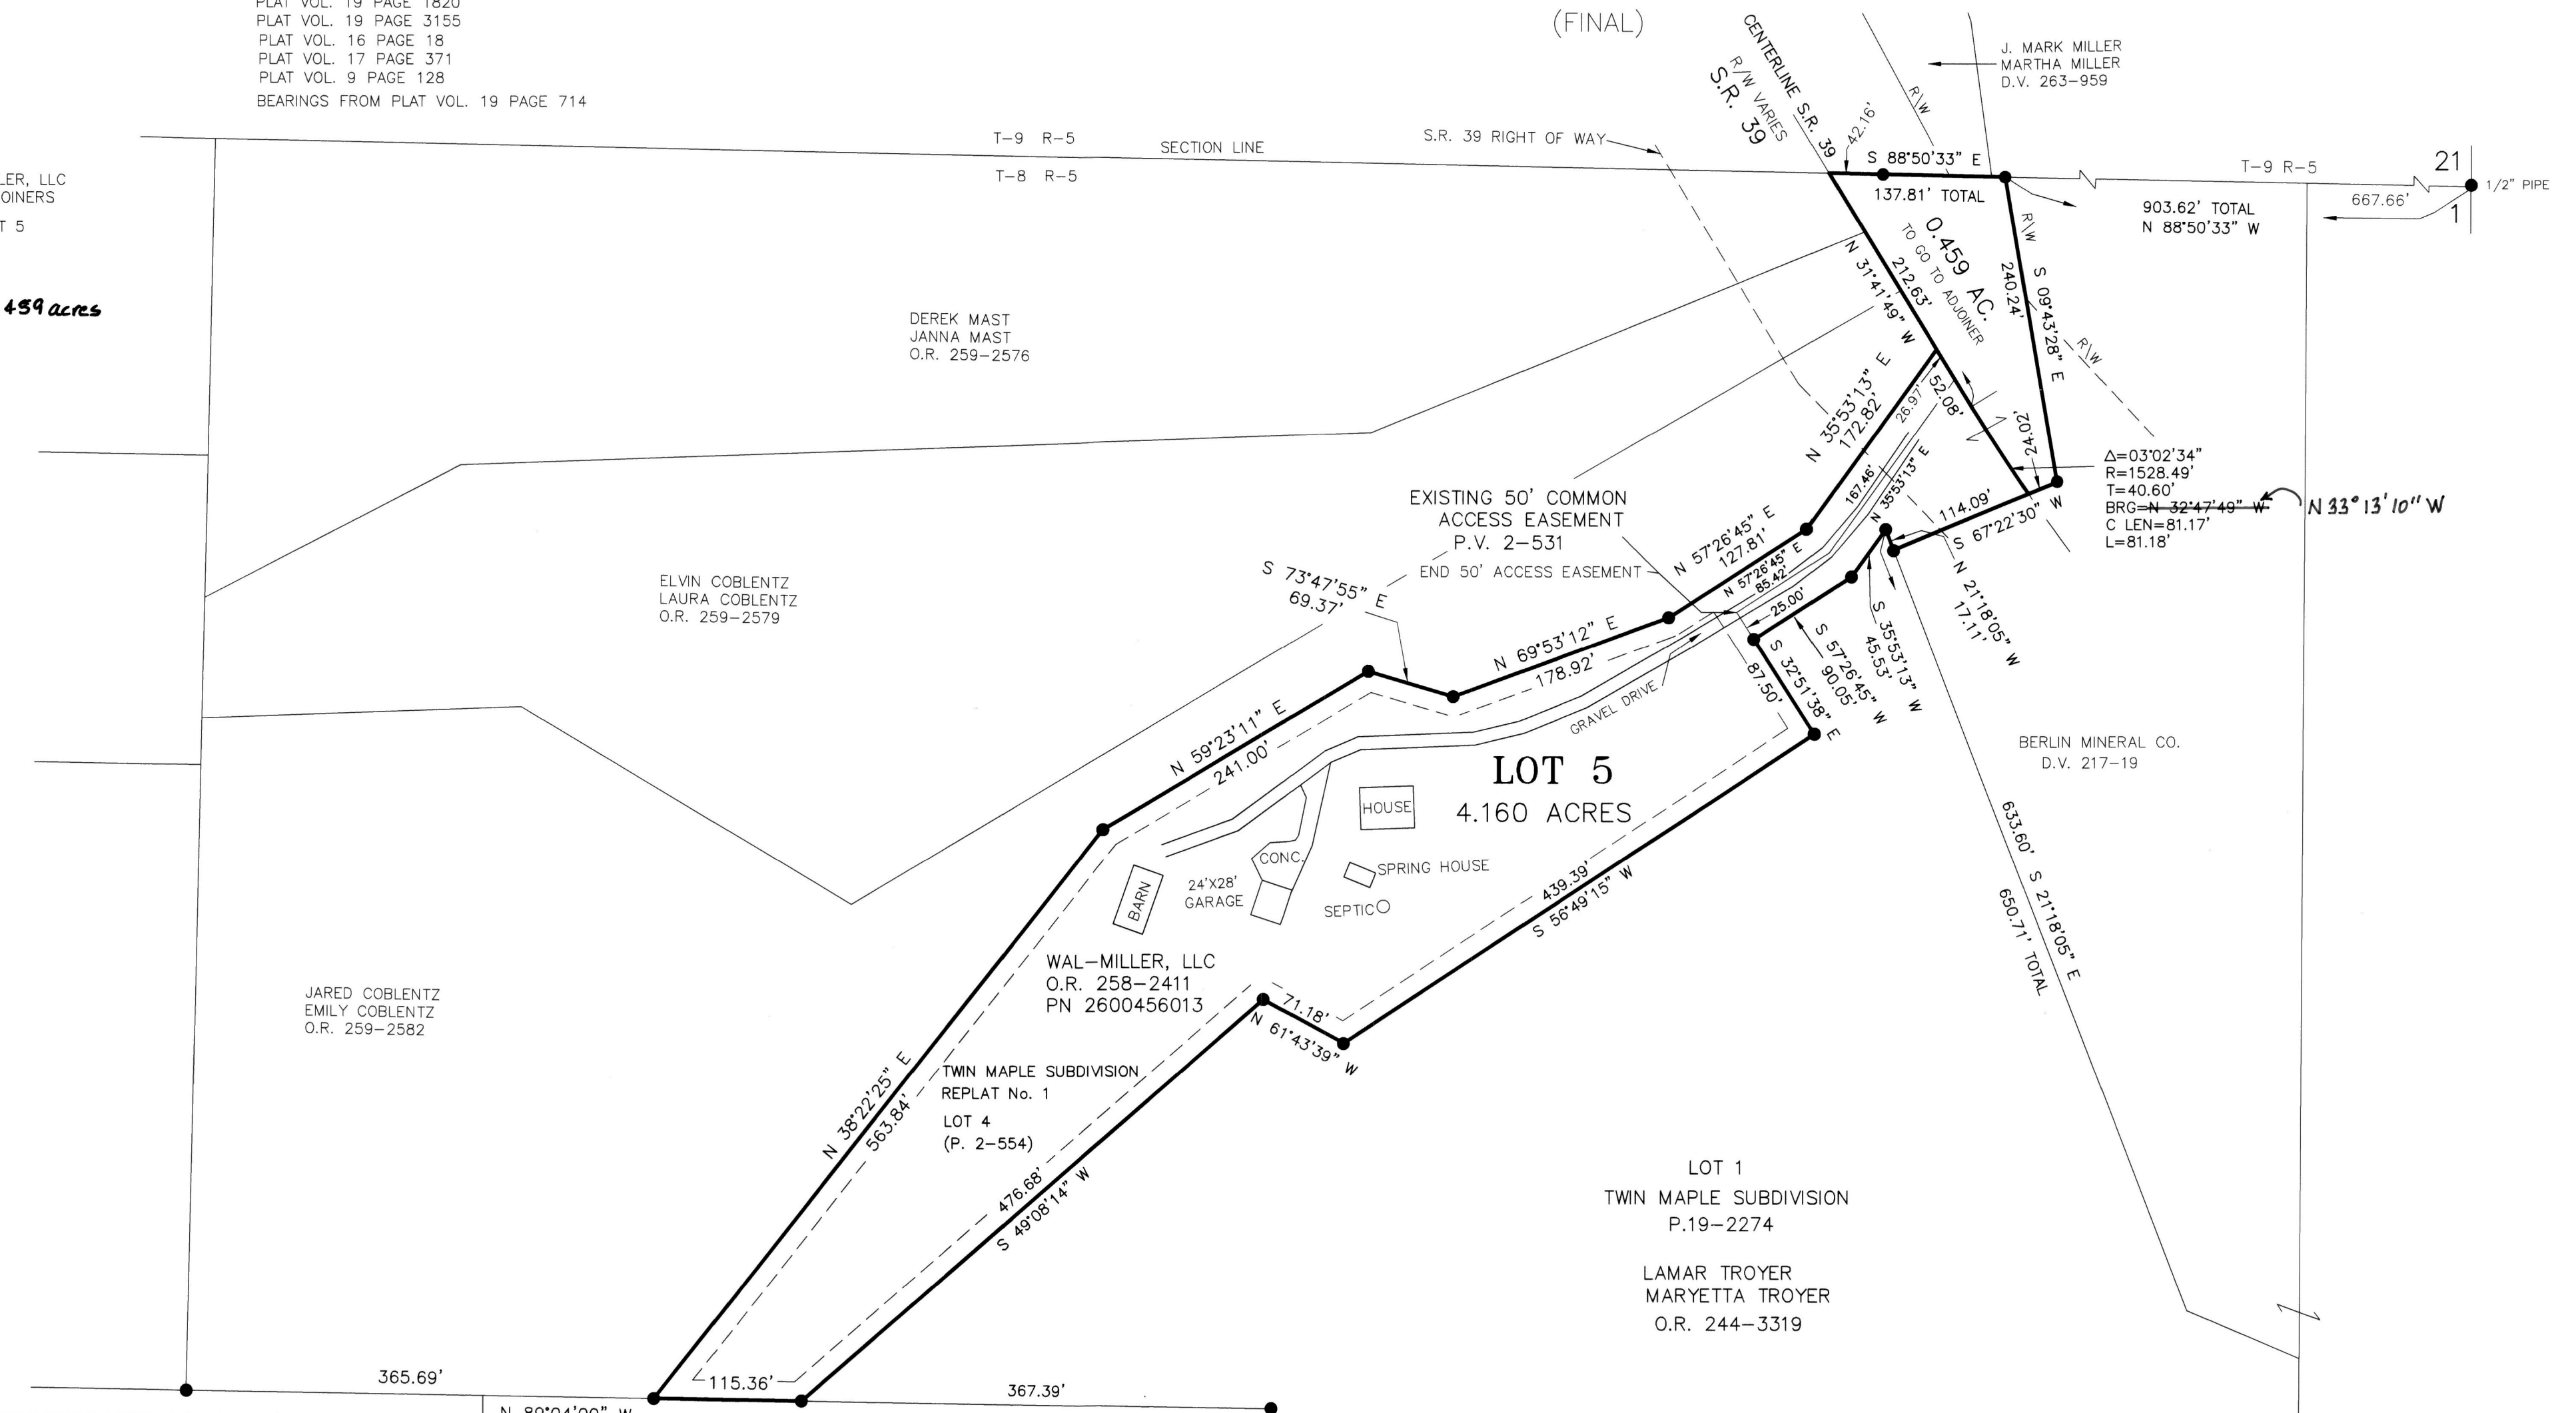 PLAT VOL. 19 PAGE 1820
PLAT VOL. 19 PAGE 3155
PLAT VOL. 16 PAGE 18
PLAT VOL. 17 PAGE 371
PLAT VOL. 9 PAGE 128
BEARINGS FROM PLAT VOL. 19 PAGE 714
(FINAL)
LER, LLC
OINERS
T 5
459 acres
T-9 R-5
SECTION LINE
T-8 R-5
S.R. 39 RIGHT OF WAY
CENTERLINE S.R. 39
R/W VARIES
S.R. 39
42.16'
R\W
J. MARK MILLER
MARTHA MILLER
D.V. 263-959
S 88°50'33" E
137.81' TOTAL
T-9 R-5
21
1
1/2" PIPE
667.66'
903.62' TOTAL
N 88°50'33" W
0.459 AC.
TO GO TO ADJOINER
N 31°41'49" W
212.63'
R\W
S 09°43'28" E
240.24'
R\W
52.08'
24.02'
Δ=03°02'34"
R=1528.49'
T=40.60'
BRG=N 32°47'49" W
C LEN=81.17'
L=81.18'
N 33° 13' 10" W
DEREK MAST
JANNA MAST
O.R. 259-2576
N 35°53'13" E
172.82'
26.97'
167.46'
N 35°53'13" E
114.09'
S 67°22'30" W
EXISTING 50' COMMON
ACCESS EASEMENT
P.V. 2-531
END 50' ACCESS EASEMENT
N 57°26'45" E
127.81'
N 57°26'45" E
85.42'
25.00'
N 21°18'05" W
17.11'
S 35°53'13" W
45.53'
S 57°26'45" W
90.05'
S 32°51'38" E
87.50'
ELVIN COBLENTZ
LAURA COBLENTZ
O.R. 259-2579
S 73°47'55" E
69.37'
N 69°53'12" E
178.92'
N 59°23'11" E
241.00'
GRAVEL DRIVE
LOT 5
4.160 ACRES
HOUSE
CONC.
SPRING HOUSE
24'X28'
GARAGE
BARN
SEPTIC
439.39'
S 56°49'15" W
BERLIN MINERAL CO.
D.V. 217-19
633.60' S 21°18'05" E
650.71' TOTAL
WAL-MILLER, LLC
O.R. 258-2411
PN 2600456013
71.18'
N 61°43'39" W
JARED COBLENTZ
EMILY COBLENTZ
O.R. 259-2582
N 38°22'25" E
563.84'
TWIN MAPLE SUBDIVISION
REPLAT No. 1
LOT 4
(P. 2-554)
476.68'
S 49°08'14" W
LOT 1
TWIN MAPLE SUBDIVISION
P.19-2274
LAMAR TROYER
MARYETTA TROYER
O.R. 244-3319
365.69'
115.36'
367.39'
N 89°04'00" W